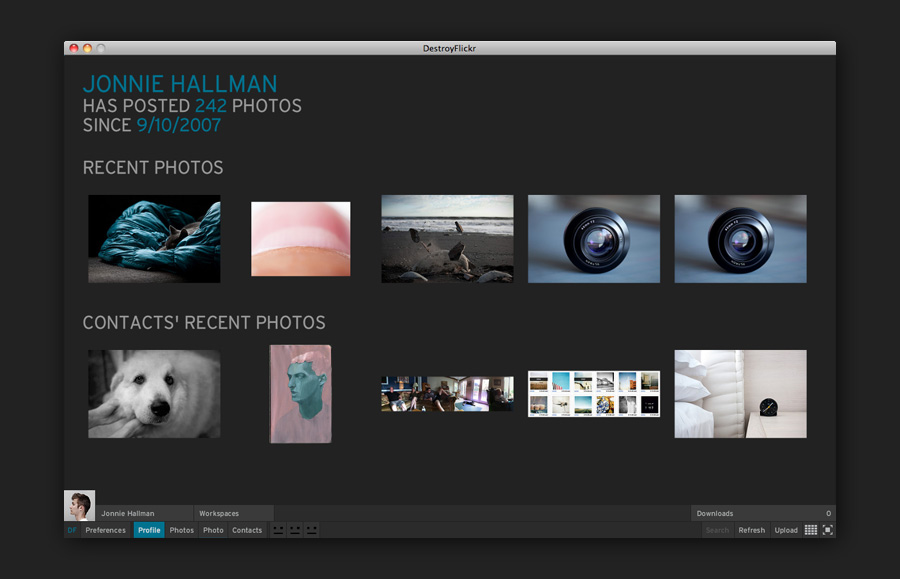 DestroyFlickr
JONNIE HALLMAN
HAS POSTED 242 PHOTOS
SINCE 9/10/2007
RECENT PHOTOS
CONTACTS' RECENT PHOTOS
Jonnie Hallman Workspaces Downloads 0
DF Preferences Profile Photos Photo Contacts Search Refresh Upload